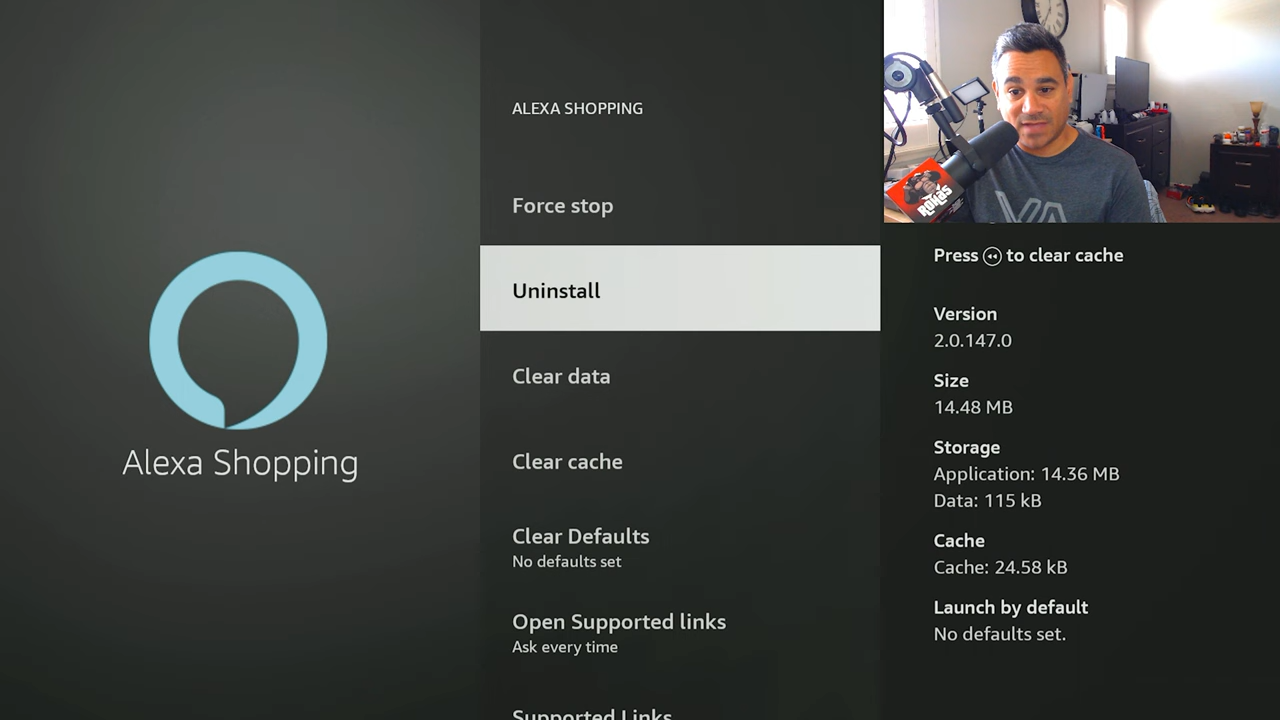 Alexa Shopping
ALEXA SHOPPING
Force stop
Uninstall
Clear data
Clear cache
Clear Defaults
No defaults set
Open Supported links
Ask every time
Supported Links
ROKAS
VA
Press to clear cache
Version
2.0.147.0
Size
14.48 MB
Storage
Application: 14.36 MB
Data: 115 kB
Cache
Cache: 24.58 kB
Launch by default
No defaults set.